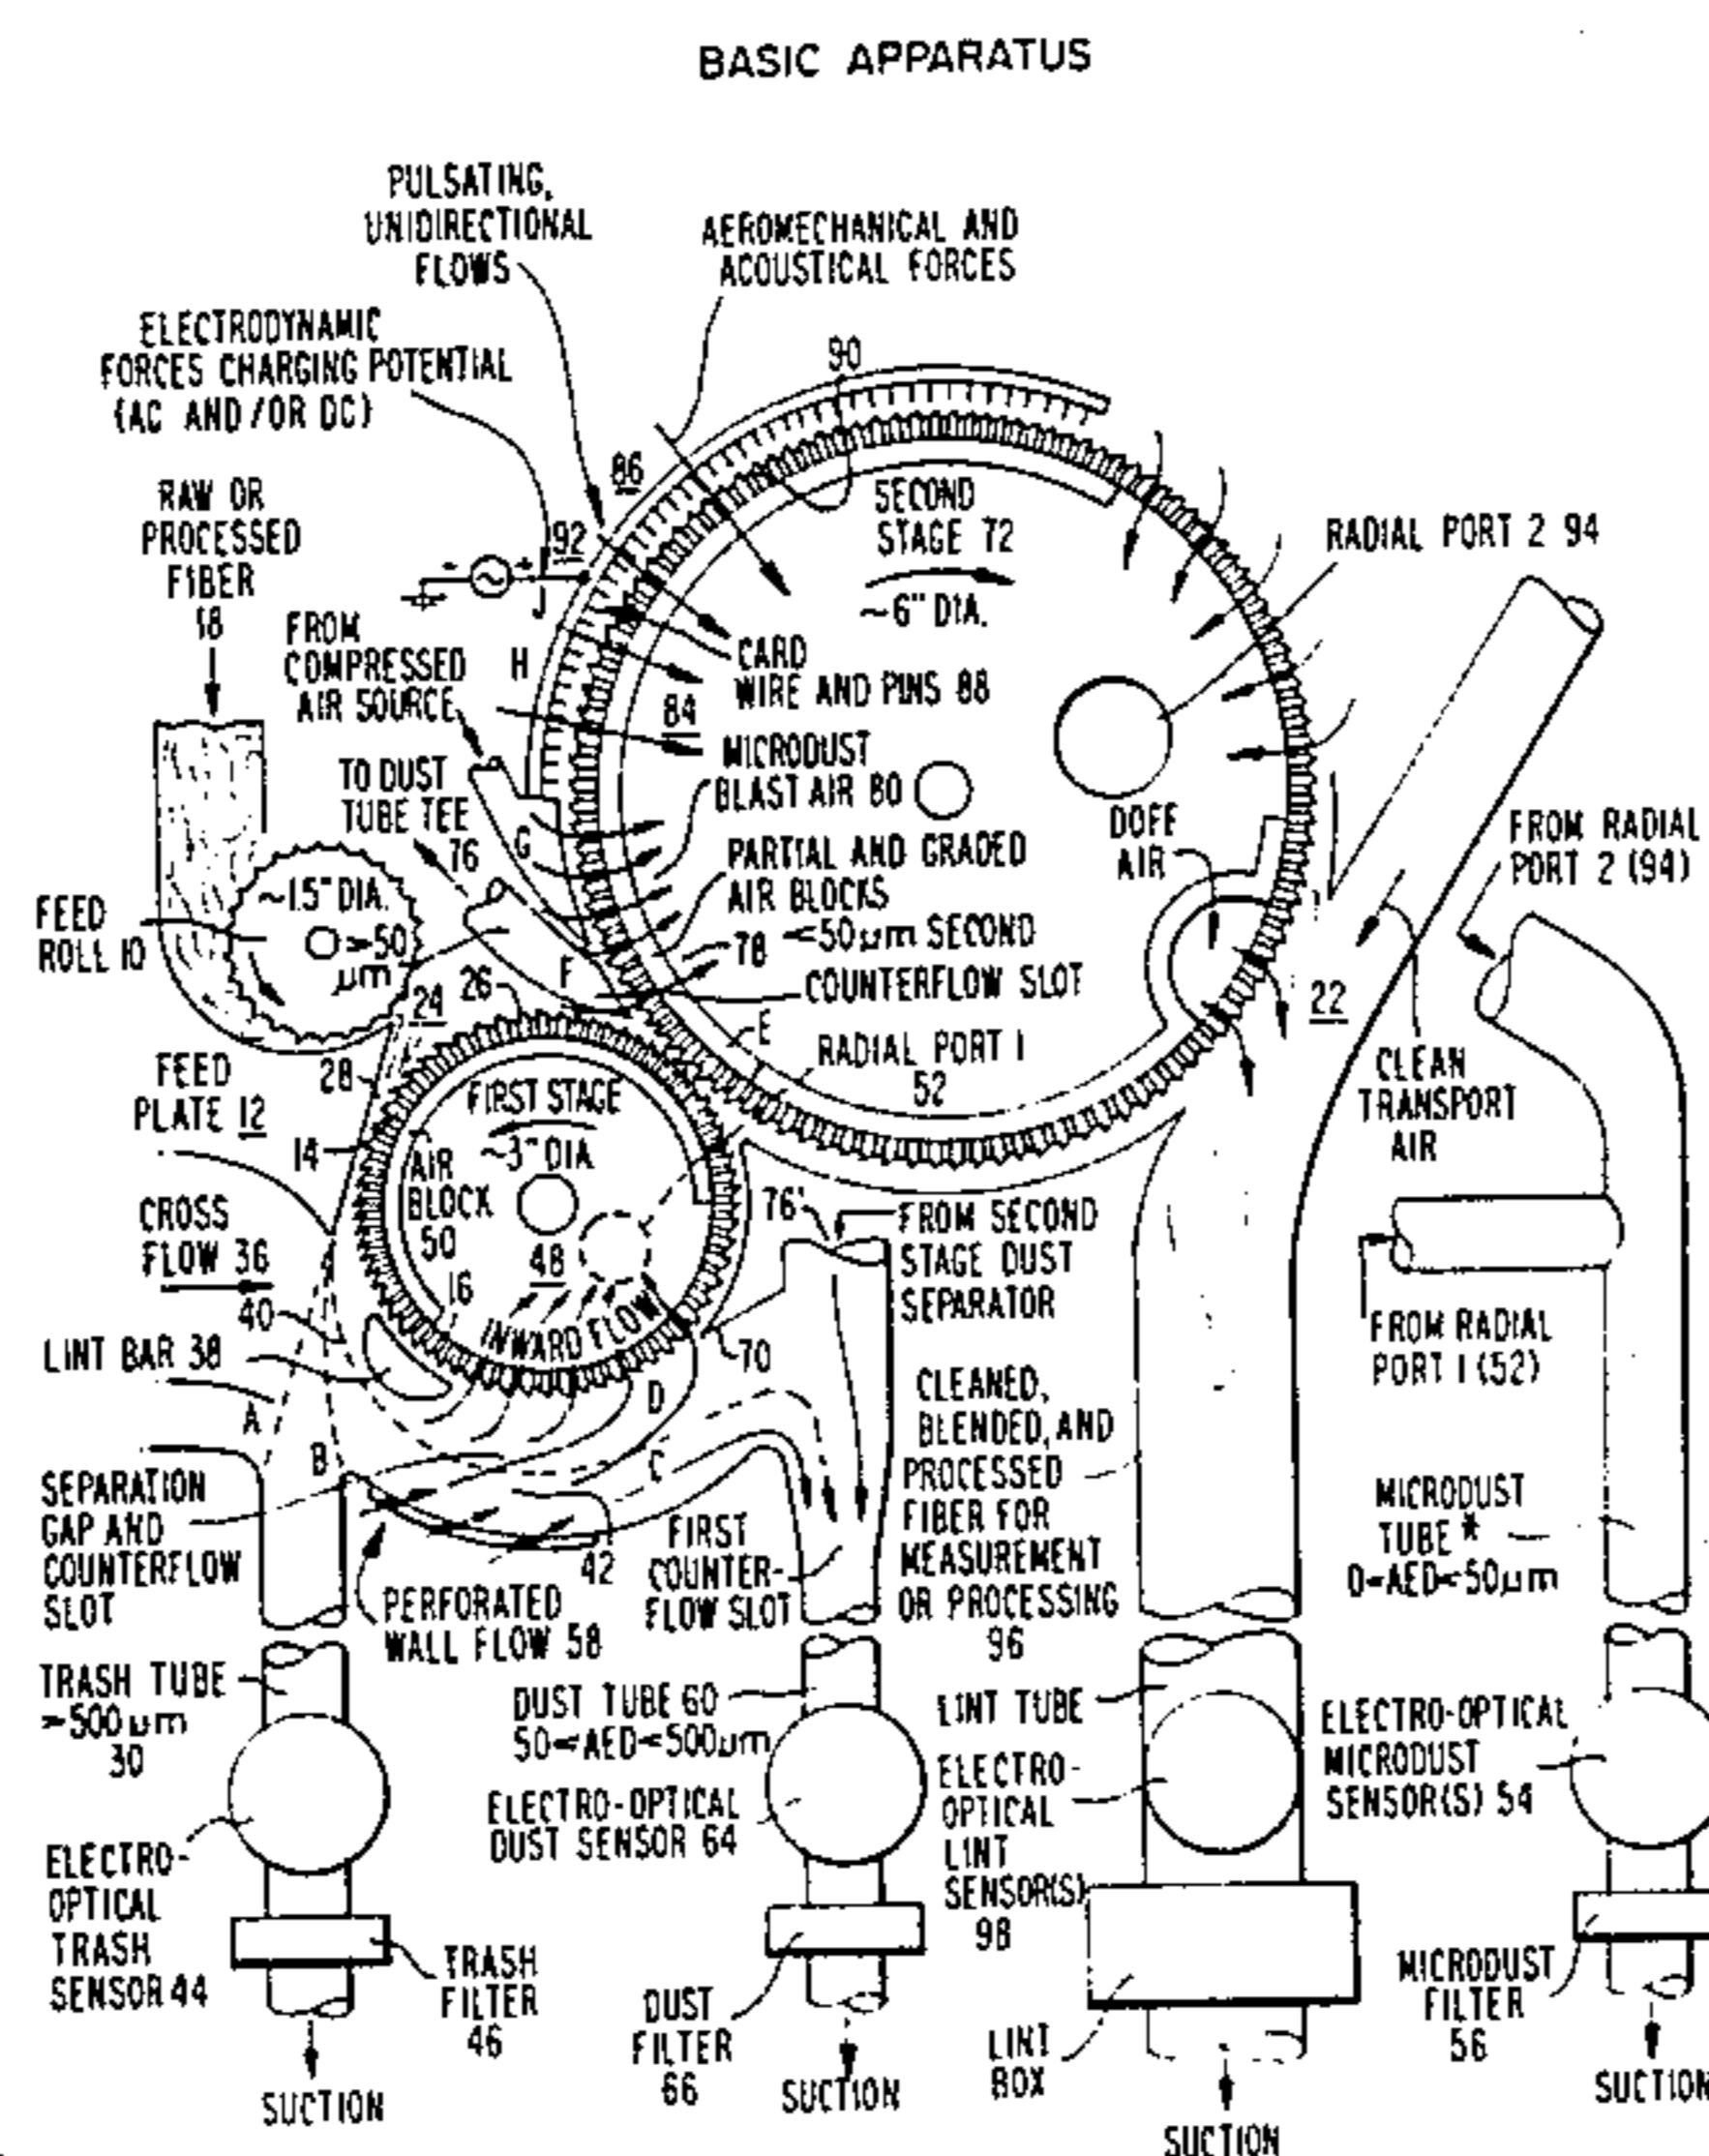 BASIC APPARATUS
PULSATING,
UNIDIRECTIONAL
FLOWS
AEROMECHANICAL AND
ACOUSTICAL FORCES
ELECTRODYNAMIC
FORCES CHARGING POTENTIAL
(AC AND/OR DC)
90
86
92
SECOND
STAGE 72
~6" DIA.
RADIAL PORT 2 94
RAW OR
PROCESSED
FIBER
18
FROM
COMPRESSED
AIR SOURCE
J
H
CARD
WIRE AND PINS 88
84
MICRODUST
BLAST AIR 80
TO DUST
TUBE TEE
76
G
PARTIAL AND GRADED
AIR BLOCKS
DOFF
AIR
FROM RADIAL
PORT 2 (94)
FEED
ROLL 10
~1.5" DIA.
>50
µm
78
<50µm SECOND
COUNTERFLOW SLOT
F
24
26
22
E
RADIAL PORT 1
52
CLEAN
TRANSPORT
AIR
FEED
PLATE 12
28
14
FIRST STAGE
~3" DIA
AIR
BLOCK
50
48
16
INWARD FLOW
CROSS
FLOW 36
40
LINT BAR 38
A
B
C
D
76'
FROM SECOND
STAGE DUST
SEPARATOR
70
FROM RADIAL
PORT 1 (52)
CLEANED,
BLENDED, AND
PROCESSED
FIBER FOR
MEASUREMENT
OR PROCESSING
96
SEPARATION
GAP AND
COUNTERFLOW
SLOT
42
FIRST
COUNTER-
FLOW SLOT
PERFORATED
WALL FLOW 58
MICRODUST
TUBE *
0<AED<50µm
TRASH TUBE
>500µm
30
DUST TUBE 60
50<AED<500µm
LINT TUBE
ELECTRO-OPTICAL
MICRODUST
SENSOR(S) 54
ELECTRO-OPTICAL
DUST SENSOR 64
ELECTRO-
OPTICAL
LINT
SENSOR(S)
98
ELECTRO-
OPTICAL
TRASH
SENSOR 44
TRASH
FILTER
46
DUST
FILTER
66
LINT
BOX
MICRODUST
FILTER
56
SUCTION
SUCTION
SUCTION
SUCTION